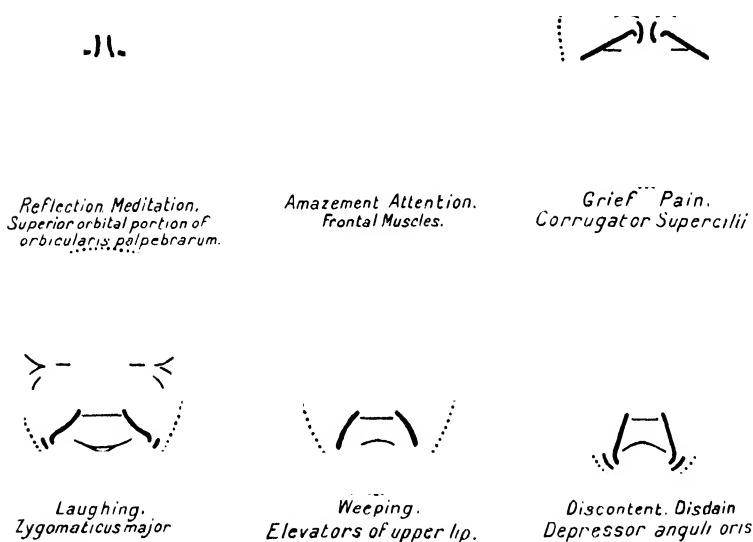 Reflection Meditation.
Superior orbital portion of
orbicularis palpebrarum.
Amazement Attention.
Frontal Muscles.
Grief Pain.
Corrugator Supercilii
Laughing.
Zygomaticus major
Weeping.
Elevators of upper lip.
Discontent. Disdain
Depressor anguli oris